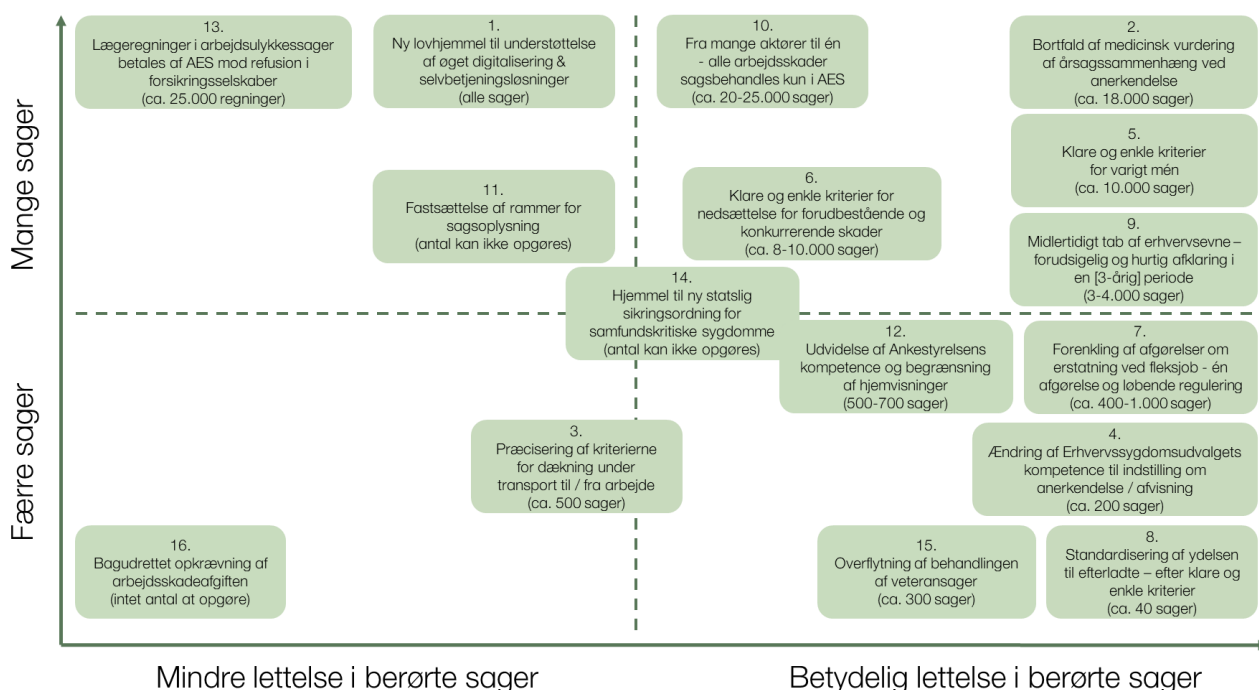 Mange sager
Færre sager
13.
Lægeregninger i arbejdsulykkessager
betales af AES mod refusion i
forsikringsselskaber
(ca. 25.000 regninger)
1.
Ny lovhjemmel til understøttelse
af øget digitalisering &
selvbetjeningsløsninger
(alle sager)
10.
Fra mange aktører til én
- alle arbejdsskader
sagsbehandles kun i AES
(ca. 20-25.000 sager)
2.
Bortfald af medicinsk vurdering
af årsagssammenhæng ved
anerkendelse
(ca. 18.000 sager)
5.
Klare og enkle kriterier
for varigt mén
(ca. 10.000 sager)
11.
Fastsættelse af rammer for
sagsoplysning
(antal kan ikke opgøres)
6.
Klare og enkle kriterier for
nedsættelse for forudbestående og
konkurrerende skader
(ca. 8-10.000 sager)
9.
Midlertidigt tab af erhvervsevne –
forudsigelig og hurtig afklaring i
en [3-årig] periode
(3-4.000 sager)
14.
Hjemmel til ny statslig
sikringsordning for
samfundskritiske sygdomme
(antal kan ikke opgøres)
12.
Udvidelse af Ankestyrelsens
kompetence og begrænsning
af hjemvisninger
(500-700 sager)
7.
Forenkling af afgørelser om
erstatning ved fleksjob - én
afgørelse og løbende regulering
(ca. 400-1.000 sager)
3.
Præcisering af kriterierne
for dækning under
transport til / fra arbejde
(ca. 500 sager)
4.
Ændring af Erhvervssygdomsudvalgets
kompetence til indstilling om
anerkendelse / afvisning
(ca. 200 sager)
16.
Bagudrettet opkrævning af
arbejdsskadeafgiften
(intet antal at opgøre)
15.
Overflytning af behandlingen
af veteransager
(ca. 300 sager)
8.
Standardisering af ydelsen
til efterladte – efter klare og
enkle kriterier
(ca. 40 sager)
Mindre lettelse i berørte sager
Betydelig lettelse i berørte sager